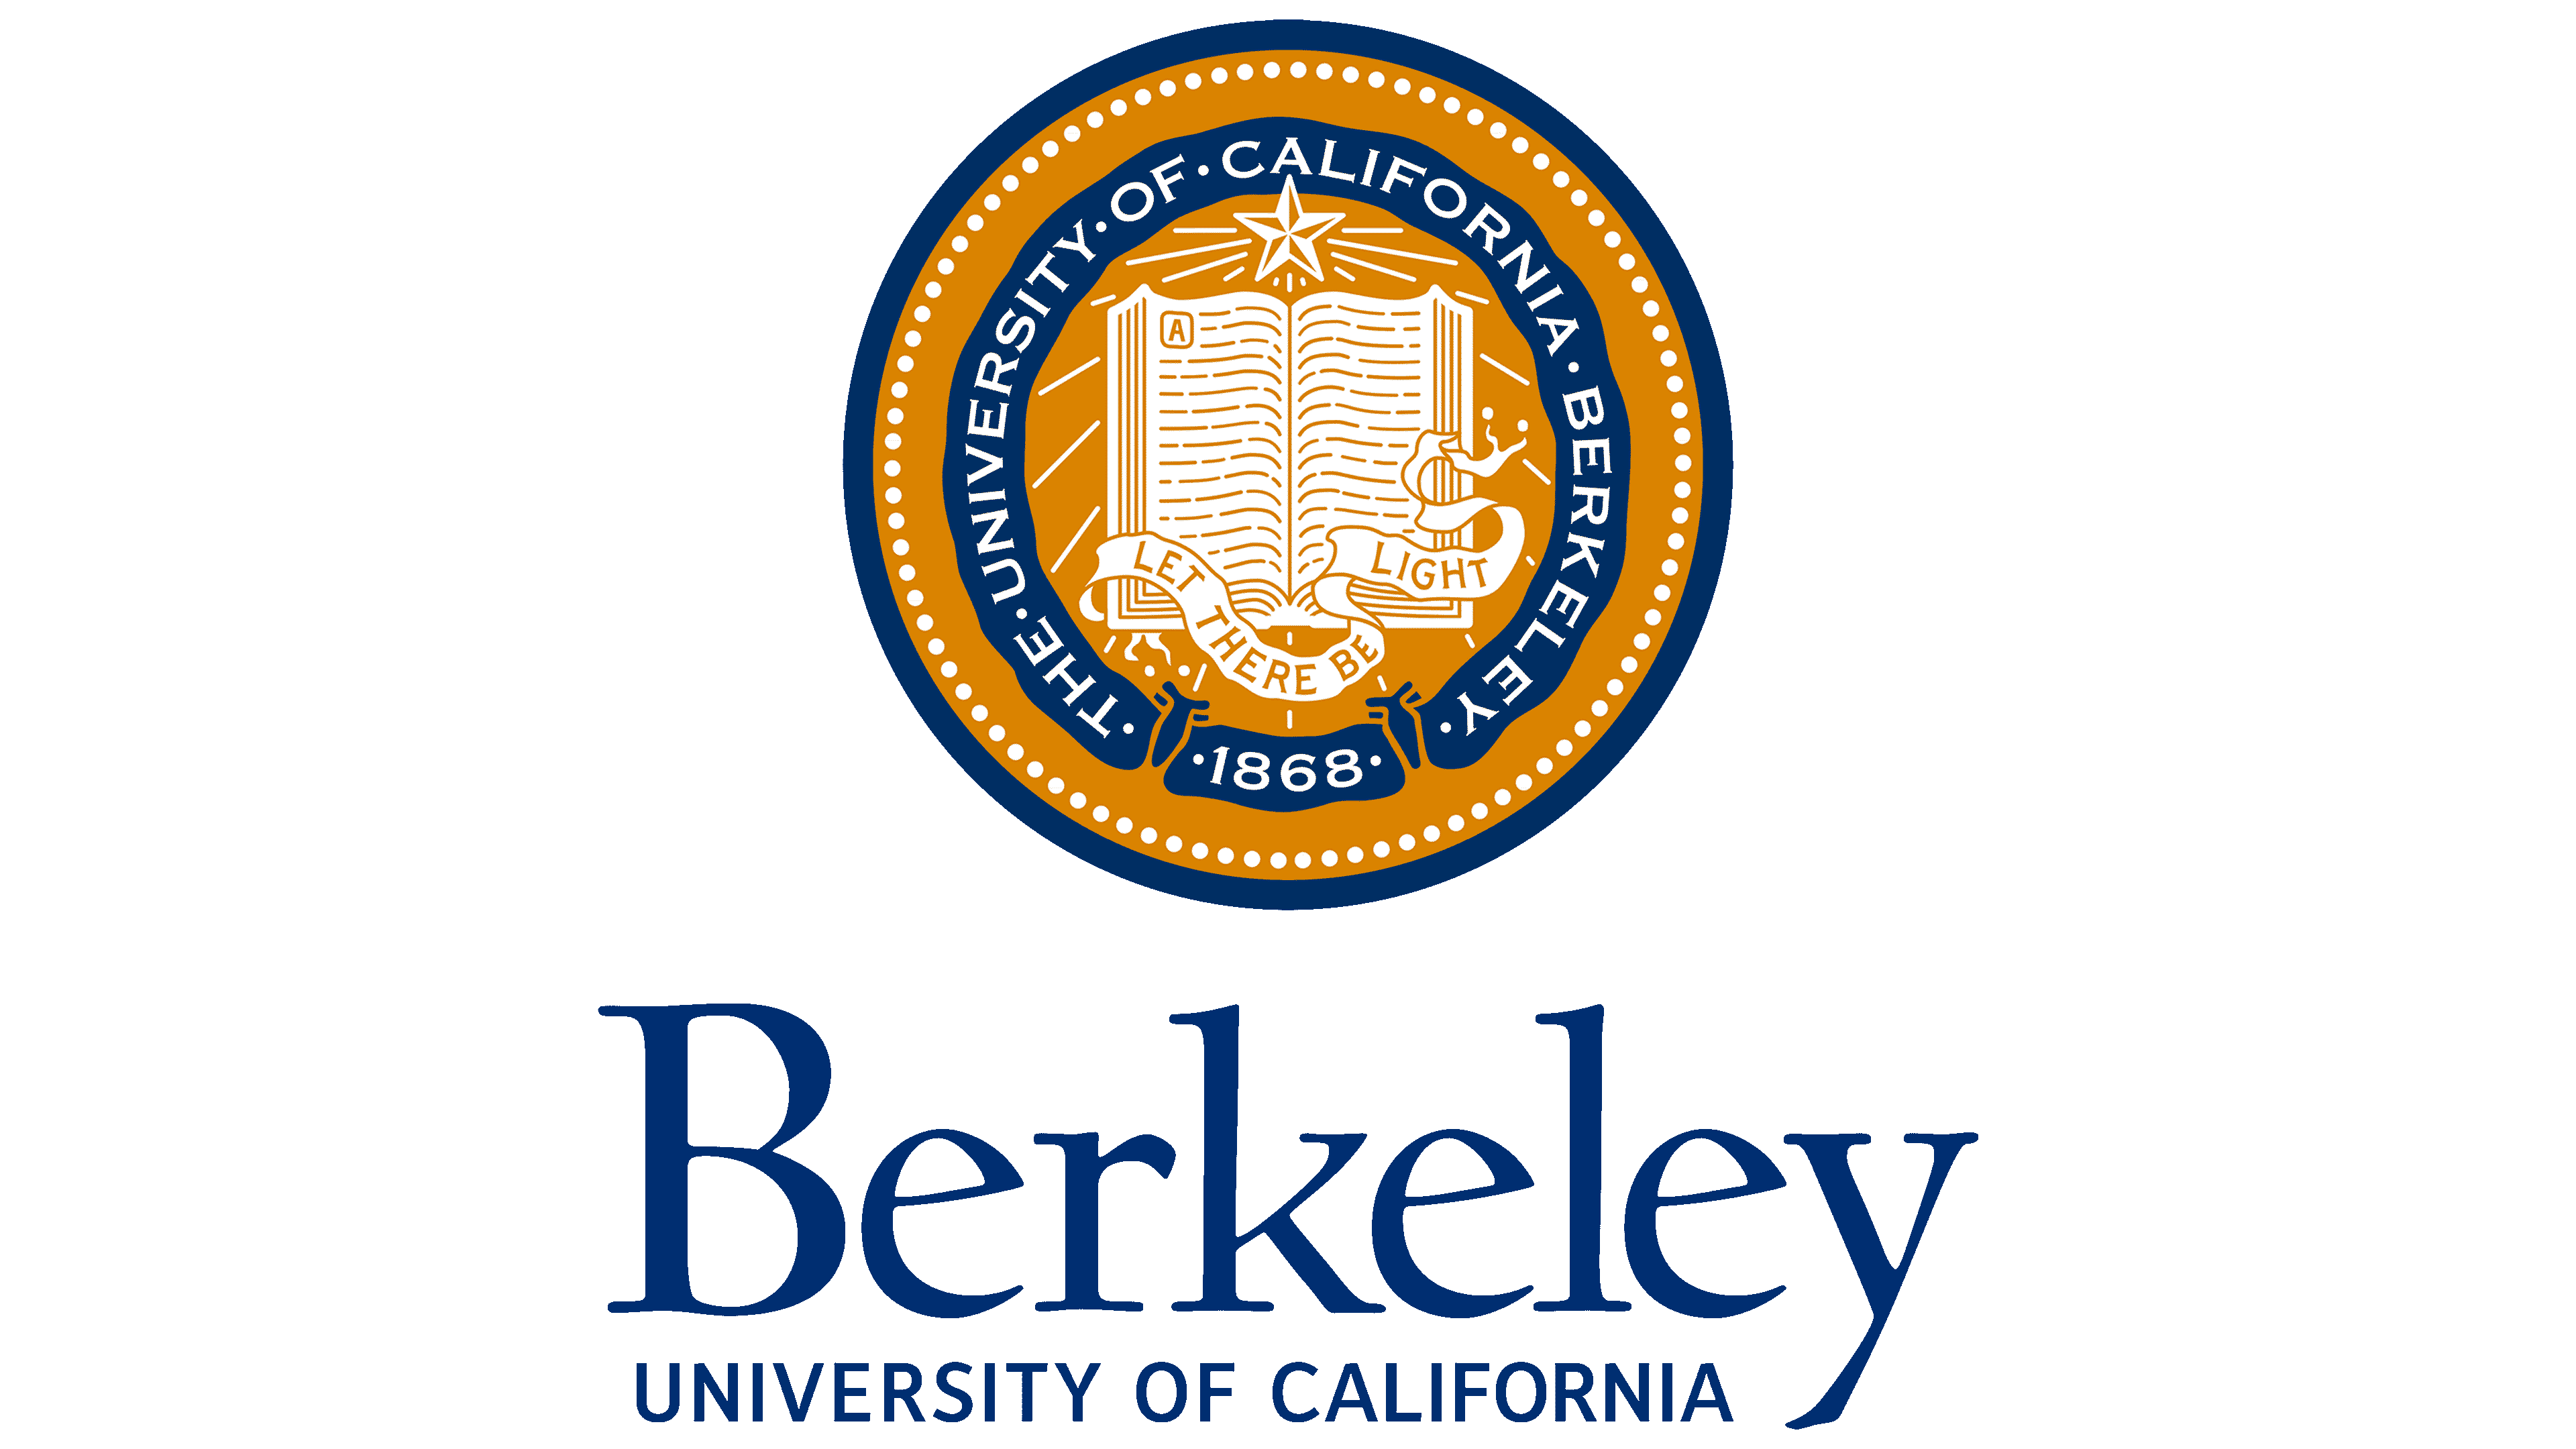 ·THE·UNIVERSITY·OF·CALIFORNIA·BERKELEY·
A
LET THERE BE LIGHT
·1868·
Berkeley
UNIVERSITY OF CALIFORNIA